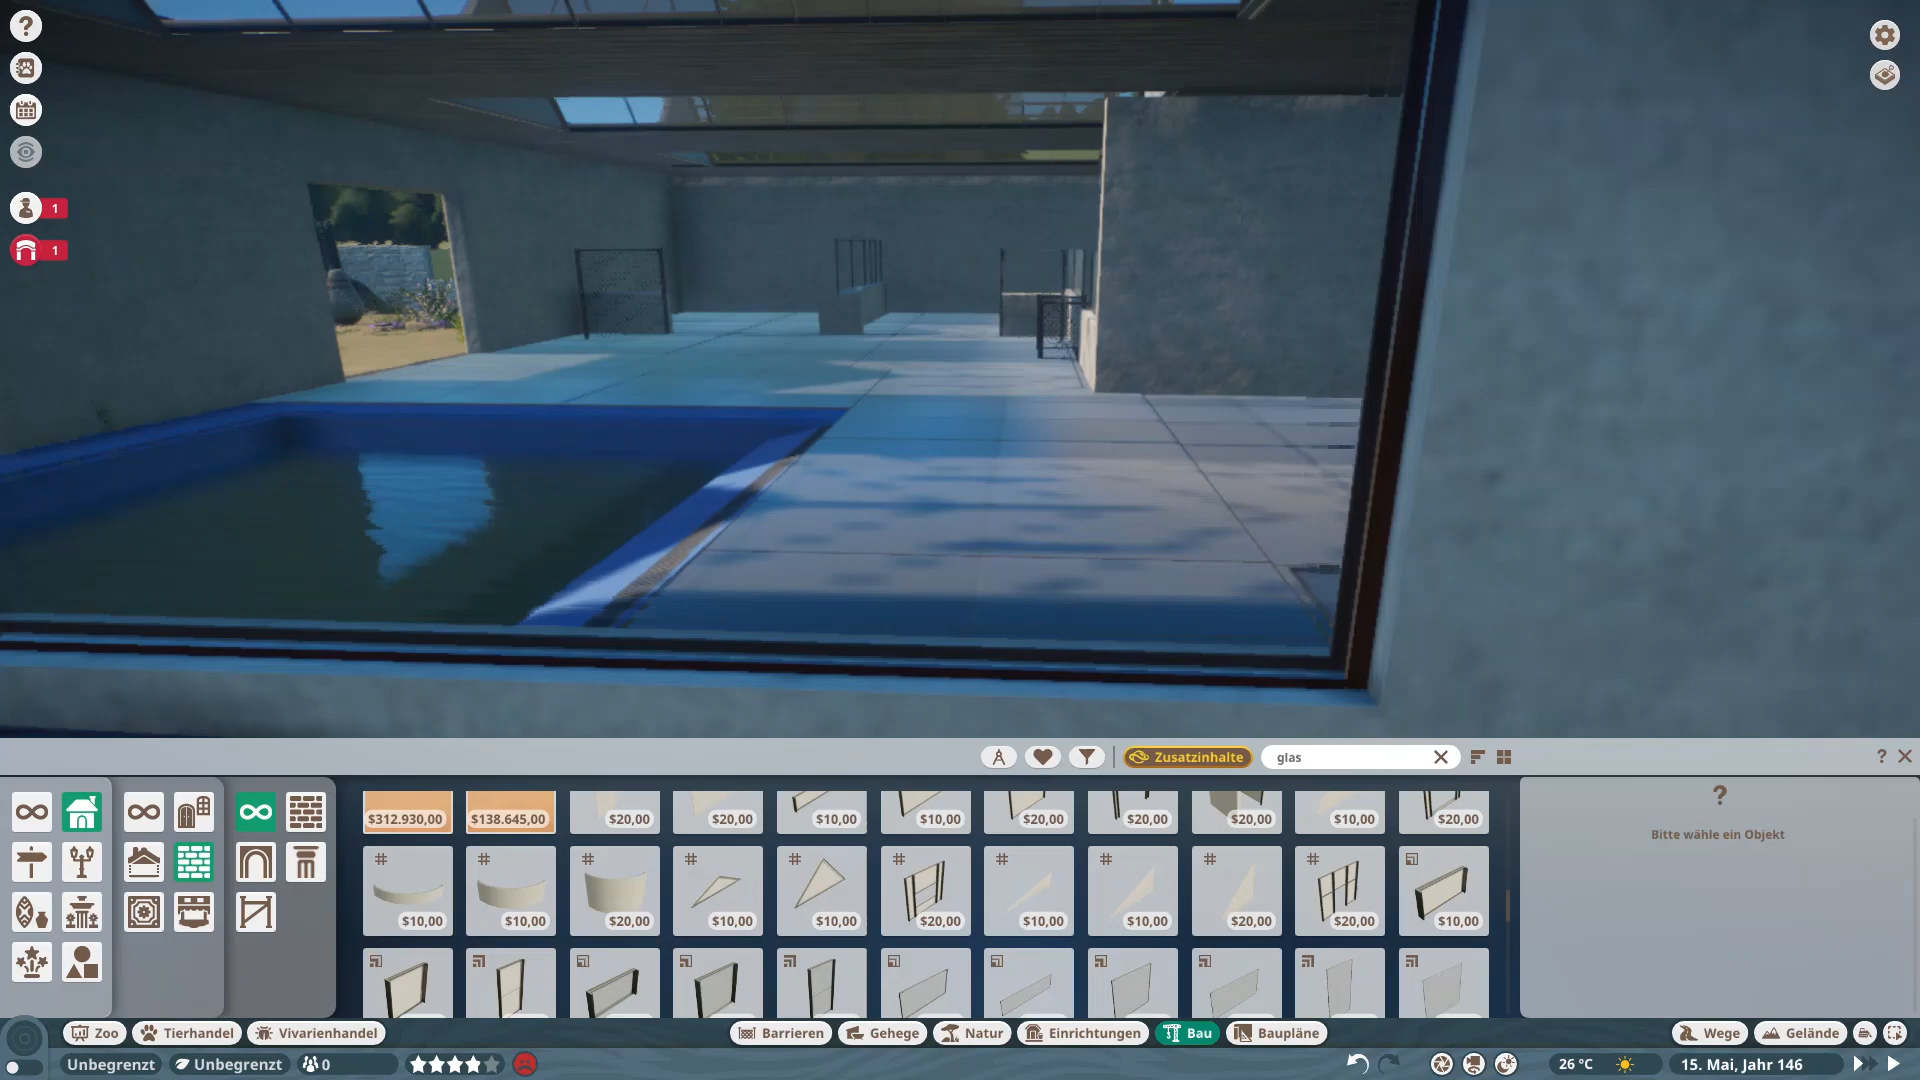 1
1
Zusatzinhalte
glas
$312.930,00
$138.645,00
$20,00
$20,00
$10,00
$10,00
$20,00
$20,00
$20,00
$10,00
$20,00
$10,00
$10,00
$20,00
$10,00
$10,00
$20,00
$10,00
$10,00
$20,00
$20,00
$10,00
?
Bitte wähle ein Objekt
Zoo
Tierhandel
Vivarienhandel
Barrieren
Gehege
Natur
Einrichtungen
Bau
Baupläne
Wege
Gelände
Unbegrenzt
Unbegrenzt
0
26 °C
15. Mai, Jahr 146